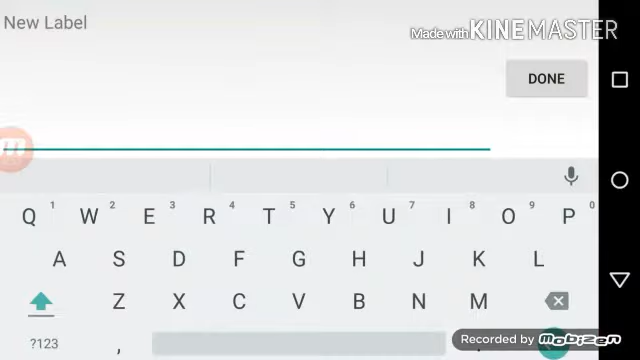 New Label
Made with KINEMASTER
DONE
Q 1 W 2 E 3 R 4 T 5 Y 6 U 7 I 8 O 9 P 0
A S D F G H J K L
Z X C V B N M
?123 , .
Recorded by mobizen